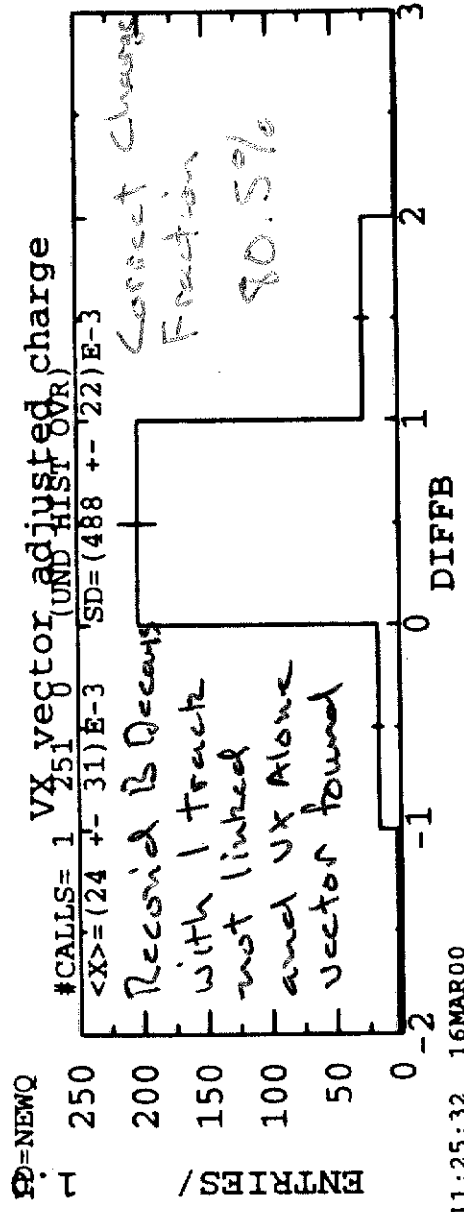 VX vector adjusted charge
ID=NEWQ
#CALLS= 1 251 0 (UND HIST OVR)
<X>=(24 +- 31)E-3 SD=(488 +- 22)E-3
Recon'd B Decays
with 1 track
not linked
and VX Alone
vector found
Correct Charge
Fraction
90.5%
ENTRIES/ 1.
250
200
150
100
50
0
-2 -1 0 1 2 3
DIFFB
11:25:32 16MAR00